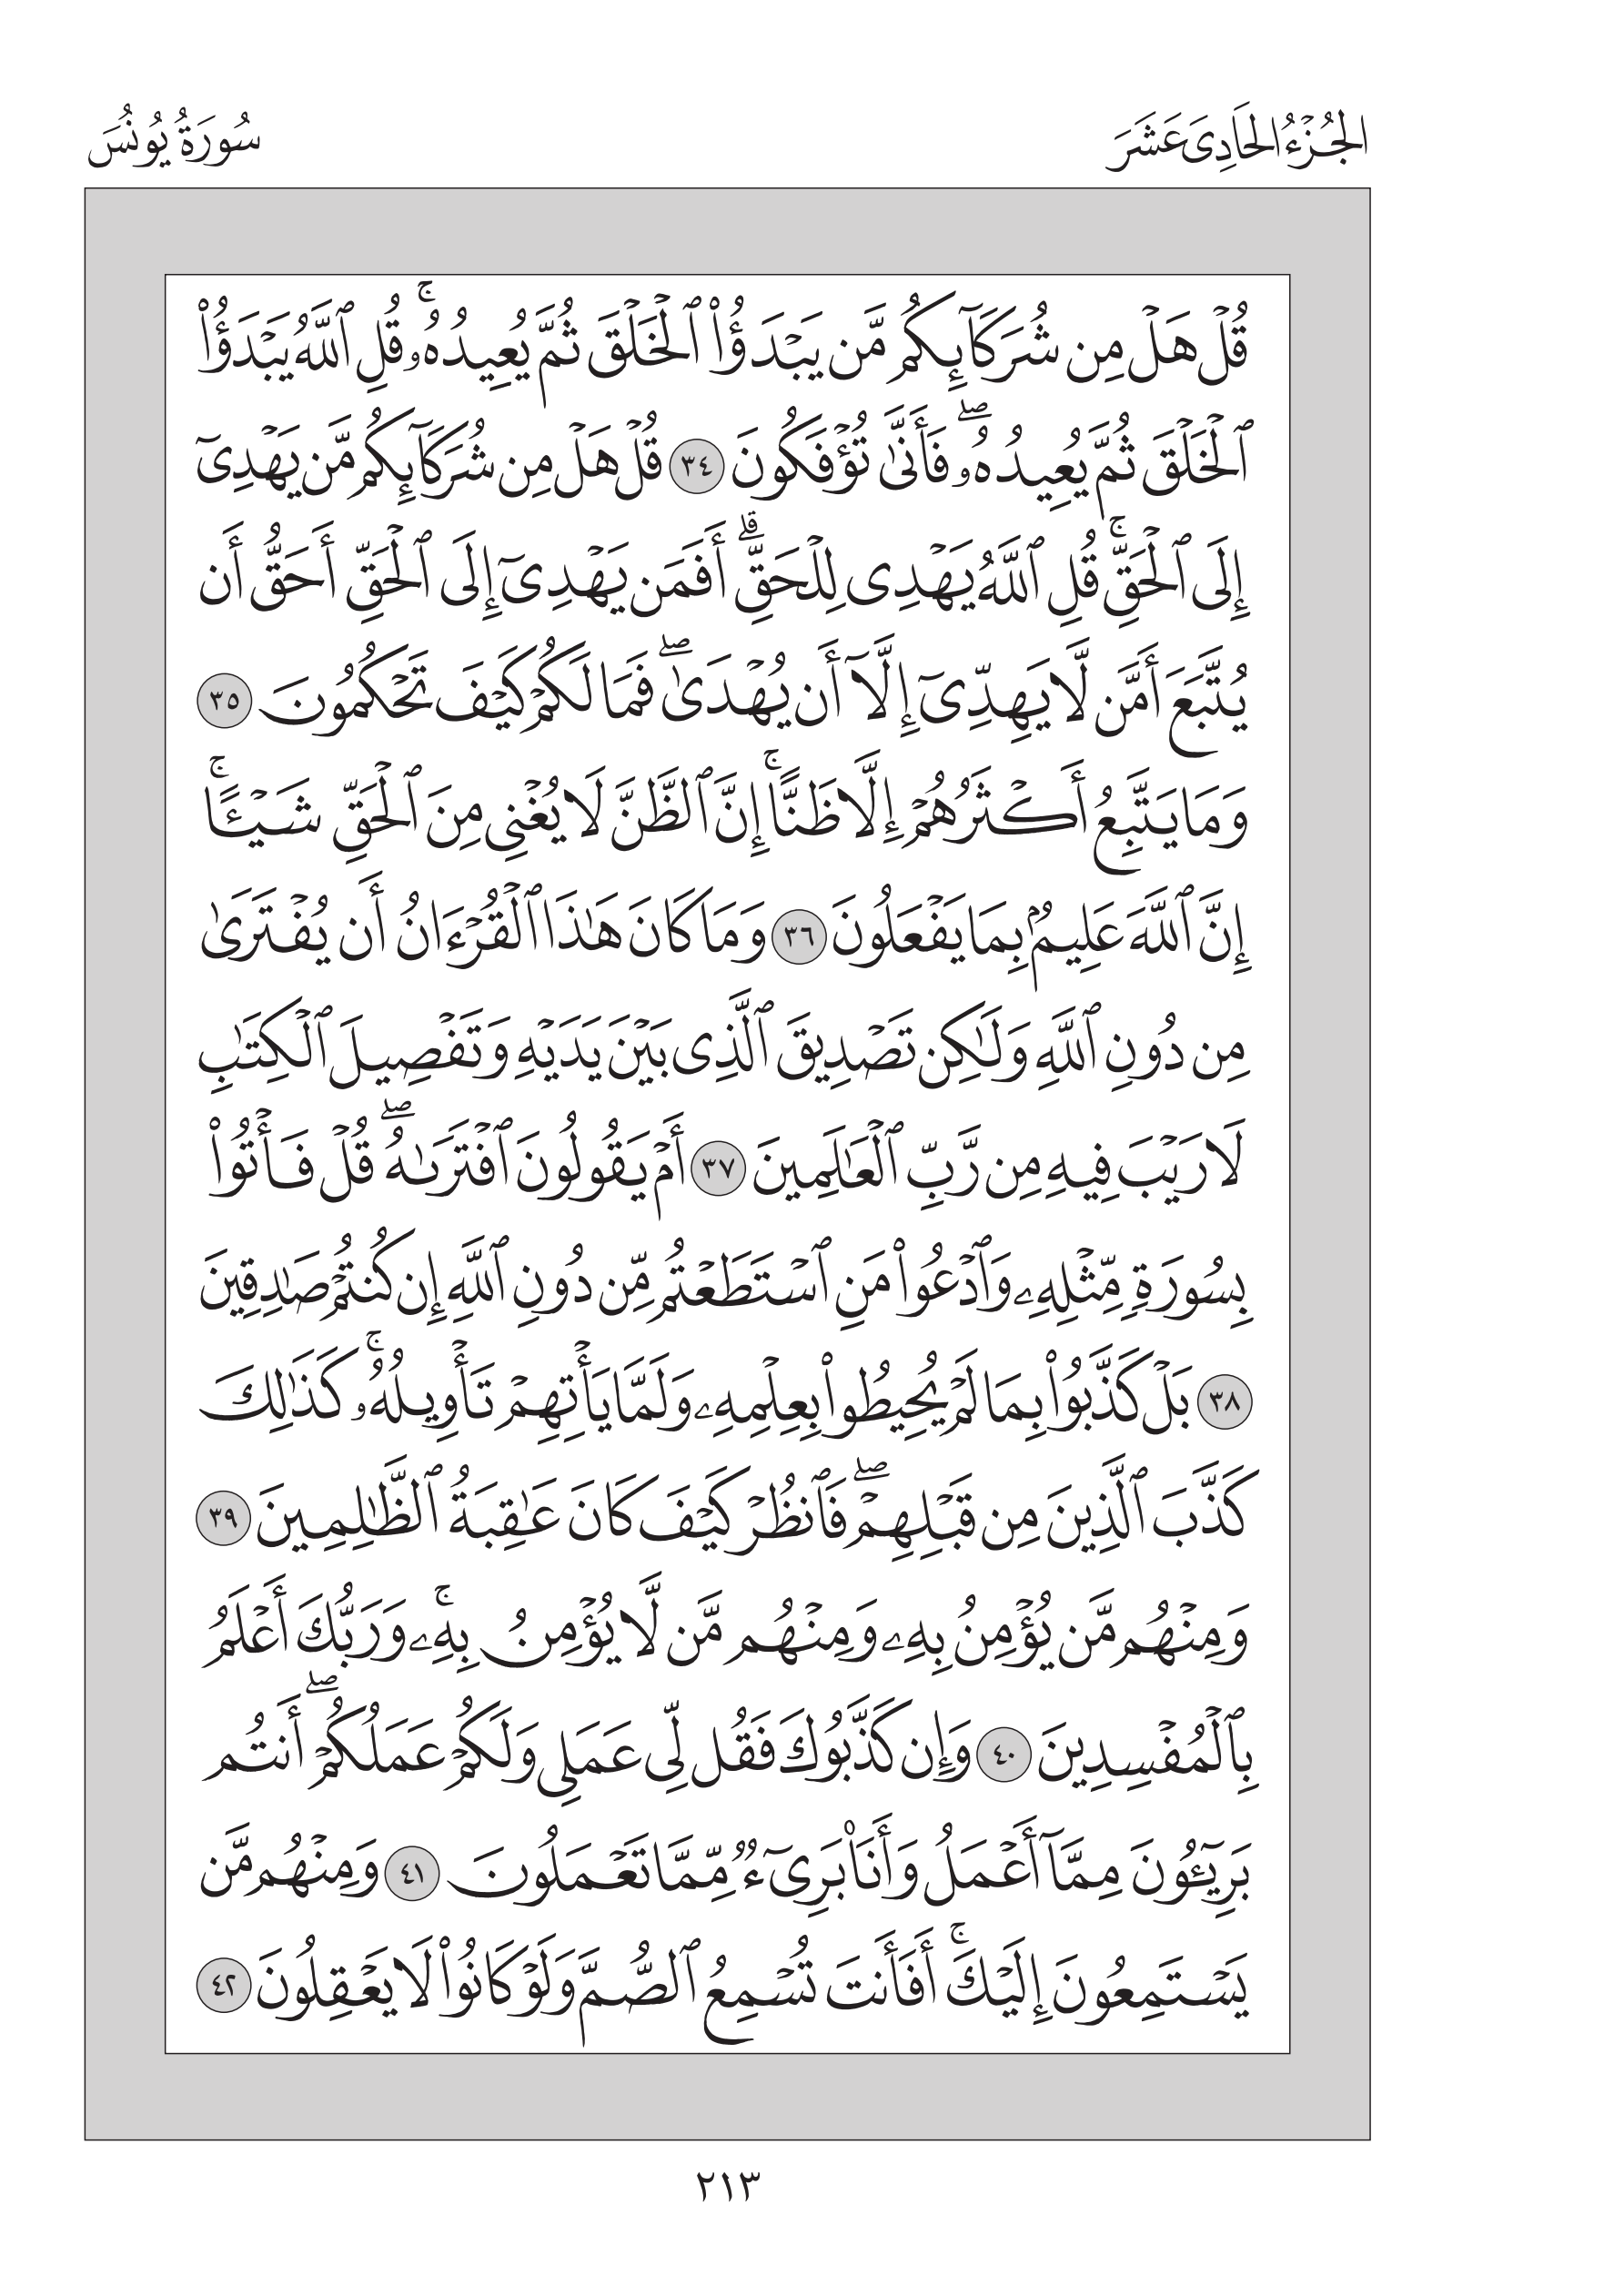 الجُزْءُ الحَادِىَ عَشَرَ
سُورَةُ يُونُسَ
قُلْ هَلْ مِن شُرَكَآئِكُم مَّن يَبْدَؤُا۟ ٱلْخَلْقَ ثُمَّ يُعِيدُهُۥ ۚ قُلِ ٱللَّهُ يَبْدَؤُا۟
ٱلْخَلْقَ ثُمَّ يُعِيدُهُۥ ۖ فَأَنَّىٰ تُؤْفَكُونَ ٣٤ قُلْ هَلْ مِن شُرَكَآئِكُم مَّن يَهْدِىٓ
إِلَى ٱلْحَقِّ ۚ قُلِ ٱللَّهُ يَهْدِى لِلْحَقِّ ۗ أَفَمَن يَهْدِىٓ إِلَى ٱلْحَقِّ أَحَقُّ أَن
يُتَّبَعَ أَمَّن لَّا يَهِدِّىٓ إِلَّآ أَن يُهْدَىٰ ۖ فَمَا لَكُمْ كَيْفَ تَحْكُمُونَ ٣٥
وَمَا يَتَّبِعُ أَكْثَرُهُمْ إِلَّا ظَنًّا ۚ إِنَّ ٱلظَّنَّ لَا يُغْنِى مِنَ ٱلْحَقِّ شَيْـًٔا ۚ
إِنَّ ٱللَّهَ عَلِيمٌۢ بِمَا يَفْعَلُونَ ٣٦ وَمَا كَانَ هَـٰذَا ٱلْقُرْءَانُ أَن يُفْتَرَىٰ
مِن دُونِ ٱللَّهِ وَلَـٰكِن تَصْدِيقَ ٱلَّذِى بَيْنَ يَدَيْهِ وَتَفْصِيلَ ٱلْكِتَـٰبِ
لَا رَيْبَ فِيهِ مِن رَّبِّ ٱلْعَـٰلَمِينَ ٣٧ أَمْ يَقُولُونَ ٱفْتَرَىٰهُ ۖ قُلْ فَأْتُوا۟
بِسُورَةٍ مِّثْلِهِۦ وَٱدْعُوا۟ مَنِ ٱسْتَطَعْتُم مِّن دُونِ ٱللَّهِ إِن كُنتُمْ صَـٰدِقِينَ
٣٨ بَلْ كَذَّبُوا۟ بِمَا لَمْ يُحِيطُوا۟ بِعِلْمِهِۦ وَلَمَّا يَأْتِهِمْ تَأْوِيلُهُۥ ۚ كَذَٰلِكَ
كَذَّبَ ٱلَّذِينَ مِن قَبْلِهِمْ ۖ فَٱنظُرْ كَيْفَ كَانَ عَـٰقِبَةُ ٱلظَّـٰلِمِينَ ٣٩
وَمِنْهُم مَّن يُؤْمِنُ بِهِۦ وَمِنْهُم مَّن لَّا يُؤْمِنُ بِهِۦ ۚ وَرَبُّكَ أَعْلَمُ
بِٱلْمُفْسِدِينَ ٤٠ وَإِن كَذَّبُوكَ فَقُل لِّى عَمَلِى وَلَكُمْ عَمَلُكُمْ ۖ أَنتُم
بَرِيٓـُٔونَ مِمَّآ أَعْمَلُ وَأَنَا۠ بَرِىٓءٌ مِّمَّا تَعْمَلُونَ ٤١ وَمِنْهُم مَّن
يَسْتَمِعُونَ إِلَيْكَ ۚ أَفَأَنتَ تُسْمِعُ ٱلصُّمَّ وَلَوْ كَانُوا۟ لَا يَعْقِلُونَ ٤٢
٢١٣